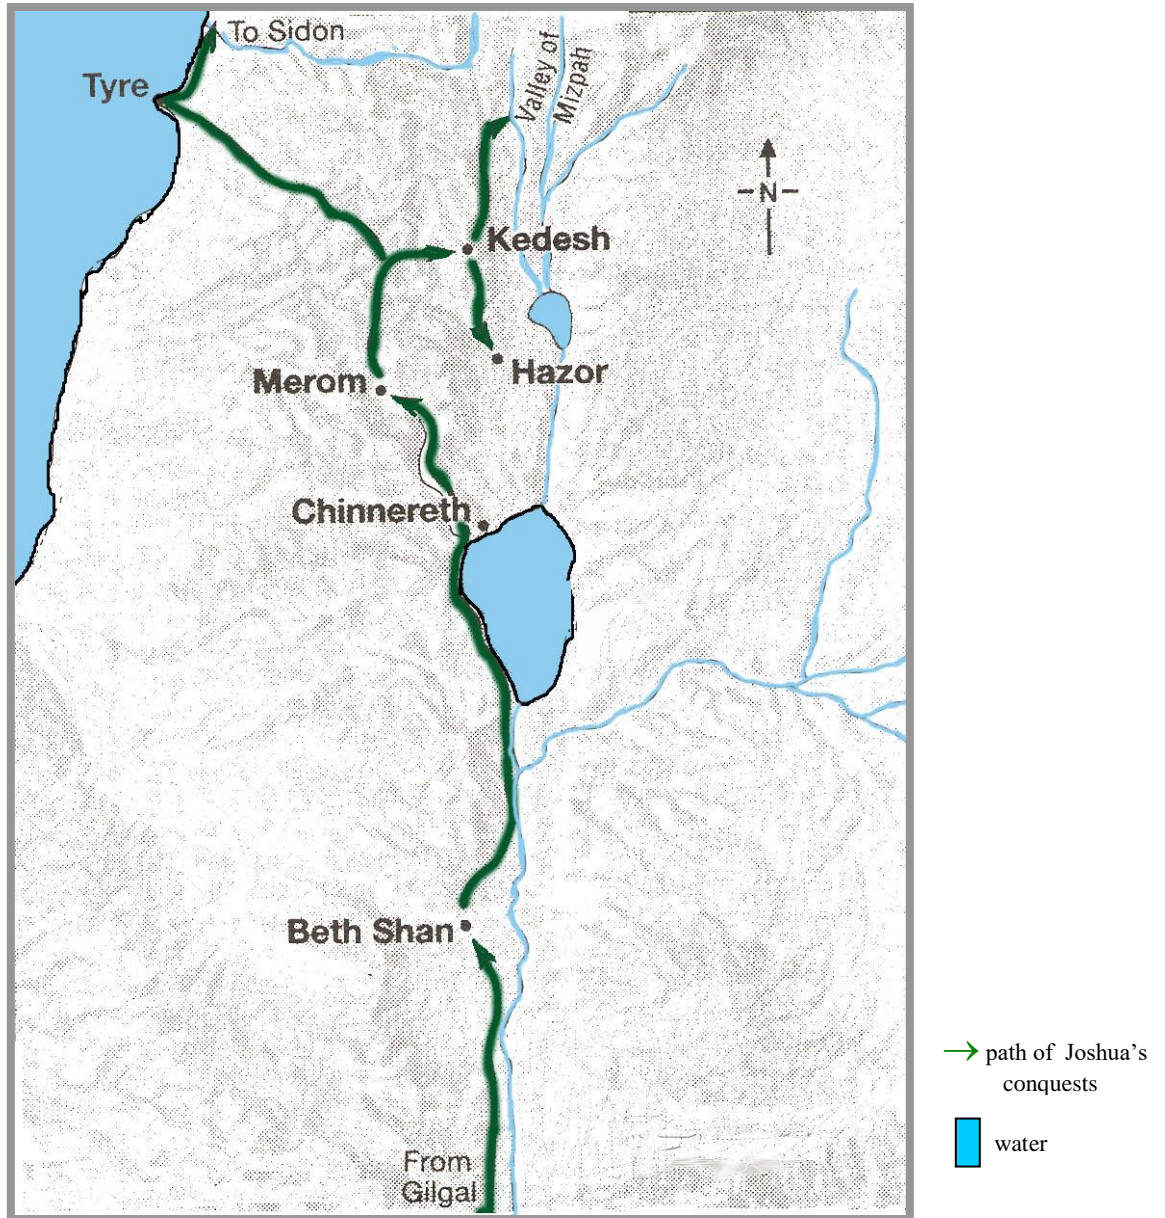 To Sidon
Tyre
Valley of
Mizpah
-N-
Kedesh
Hazor
Merom
Chinnereth
Beth Shan
From
Gilgal
→ path of Joshua's
conquests
water